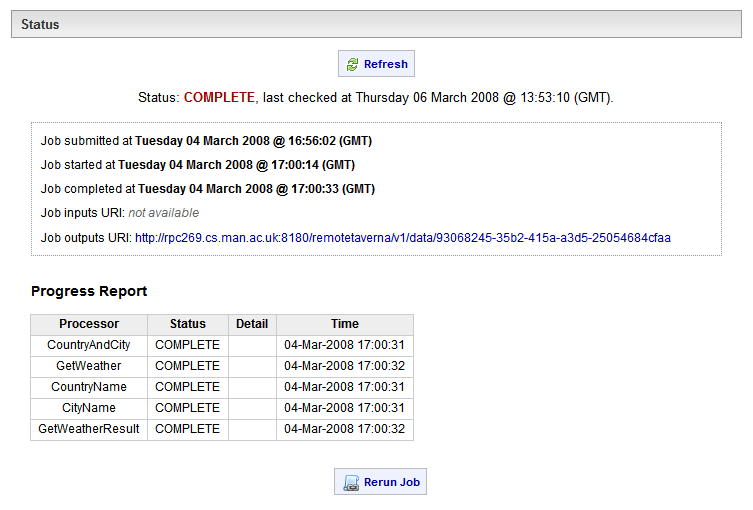 Status
Refresh
Status: COMPLETE, last checked at Thursday 06 March 2008 @ 13:53:10 (GMT).
Job submitted at Tuesday 04 March 2008 @ 16:56:02 (GMT)
Job started at Tuesday 04 March 2008 @ 17:00:14 (GMT)
Job completed at Tuesday 04 March 2008 @ 17:00:33 (GMT)
Job inputs URI: not available
Job outputs URI: http://rpc269.cs.man.ac.uk:8180/remotetaverna/v1/data/93068245-35b2-415a-a3d5-25054684cfaa
Progress Report
Processor Status Detail Time
CountryAndCity COMPLETE 04-Mar-2008 17:00:31
GetWeather COMPLETE 04-Mar-2008 17:00:32
CountryName COMPLETE 04-Mar-2008 17:00:31
CityName COMPLETE 04-Mar-2008 17:00:31
GetWeatherResult COMPLETE 04-Mar-2008 17:00:32
Rerun Job